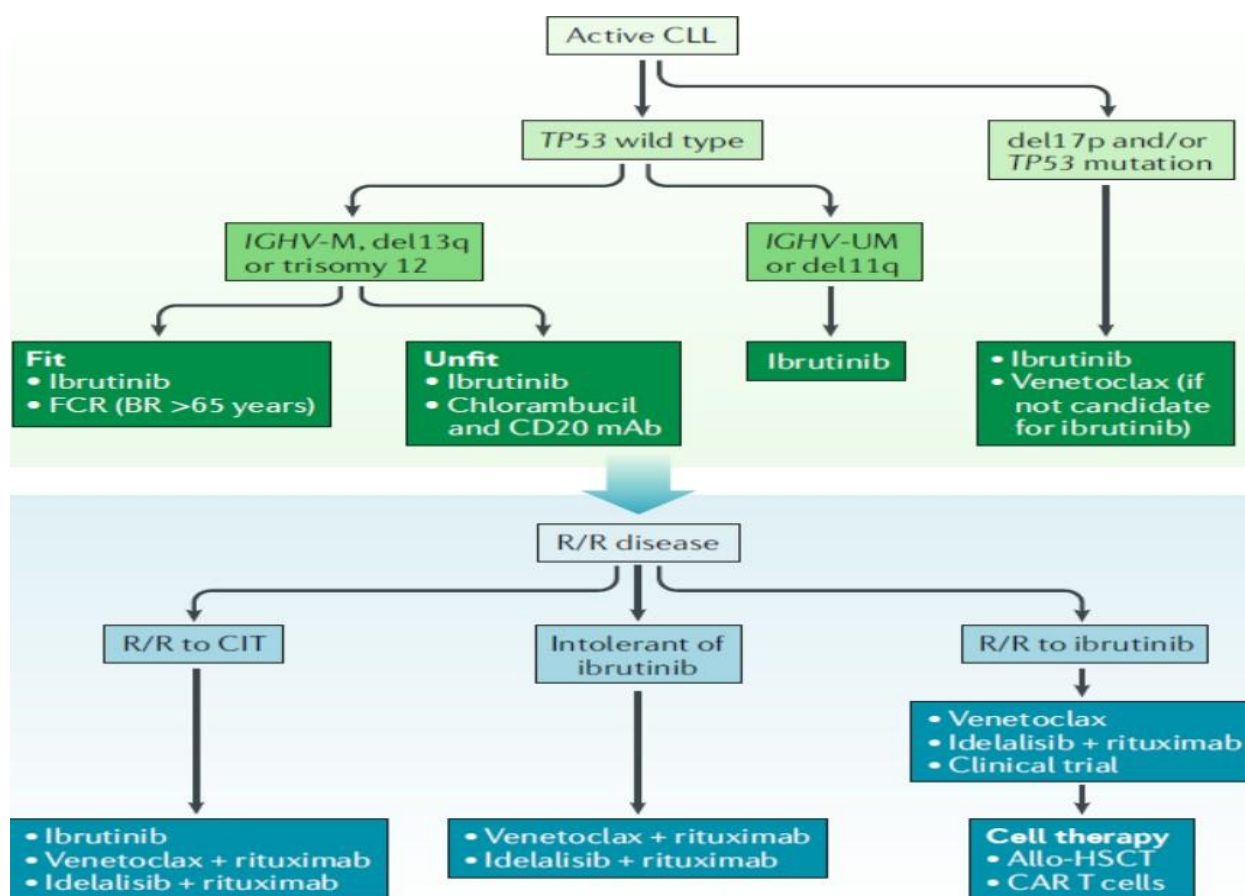 Active CLL
TP53 wild type
del17p and/or
TP53 mutation
IGHV-M, del13q
or trisomy 12
IGHV-UM
or del11q
Fit
• Ibrutinib
• FCR (BR >65 years)
Unfit
• Ibrutinib
• Chlorambucil
and CD20 mAb
Ibrutinib
• Ibrutinib
• Venetoclax (if
not candidate
for ibrutinib)
R/R disease
R/R to CIT
Intolerant of
ibrutinib
R/R to ibrutinib
• Venetoclax
• Idelalisib + rituximab
• Clinical trial
• Ibrutinib
• Venetoclax + rituximab
• Idelalisib + rituximab
• Venetoclax + rituximab
• Idelalisib + rituximab
Cell therapy
• Allo-HSCT
• CAR T cells